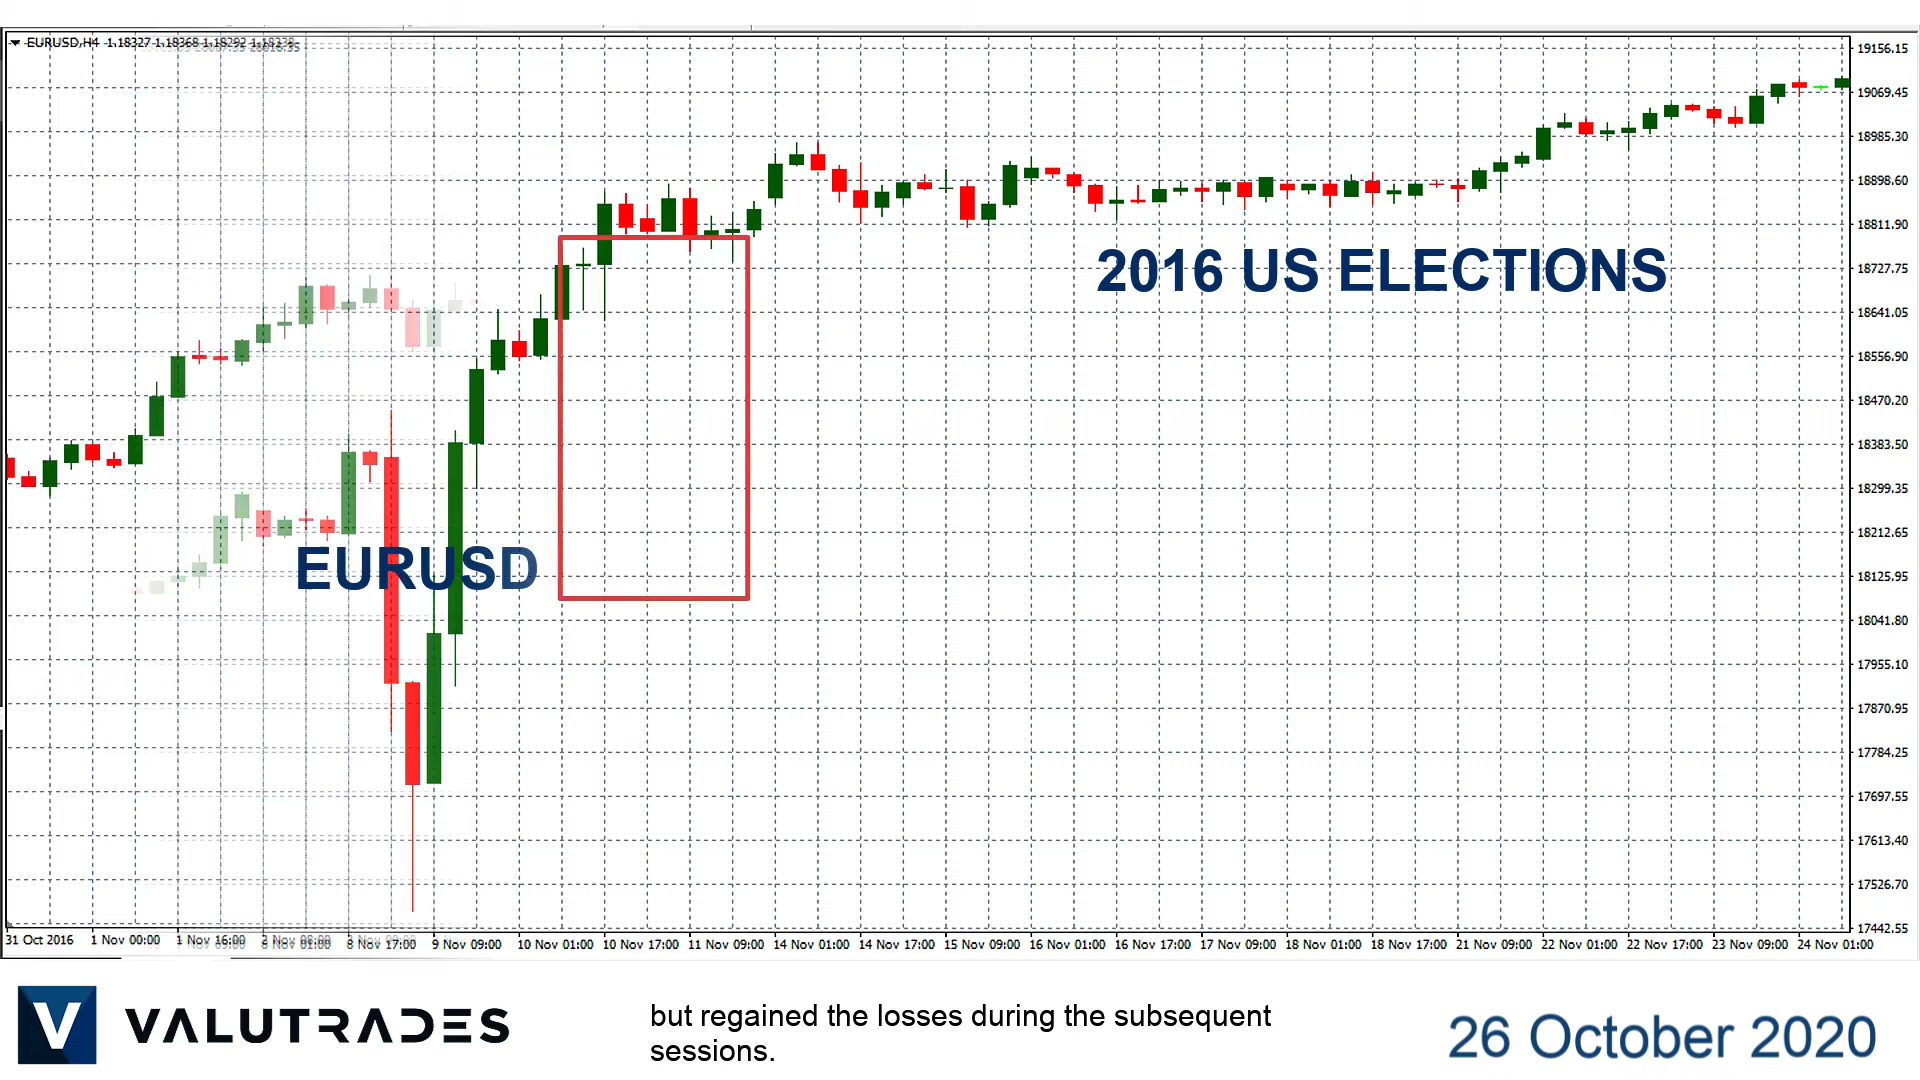 EURUSD,H4 1.18327 1.18368 1.18292
19156.15
19069.45
18985.30
18898.60
18811.90
2016 US ELECTIONS
18727.75
18641.05
18556.90
18470.20
18383.50
18299.35
18212.65
EURUSD
18125.95
18041.80
17955.10
17870.95
17784.25
17697.55
17613.40
17526.70
17442.55
31 Oct 2016 1 Nov 00:00 1 Nov 16:00 8 Nov 17:00 9 Nov 09:00 10 Nov 01:00 10 Nov 17:00 11 Nov 09:00 14 Nov 01:00 14 Nov 17:00 15 Nov 09:00 16 Nov 01:00 16 Nov 17:00 17 Nov 09:00 18 Nov 01:00 18 Nov 17:00 21 Nov 09:00 22 Nov 01:00 22 Nov 17:00 23 Nov 09:00 24 Nov 01:00
V VALUTRADES
but regained the losses during the subsequent
sessions.
26 October 2020